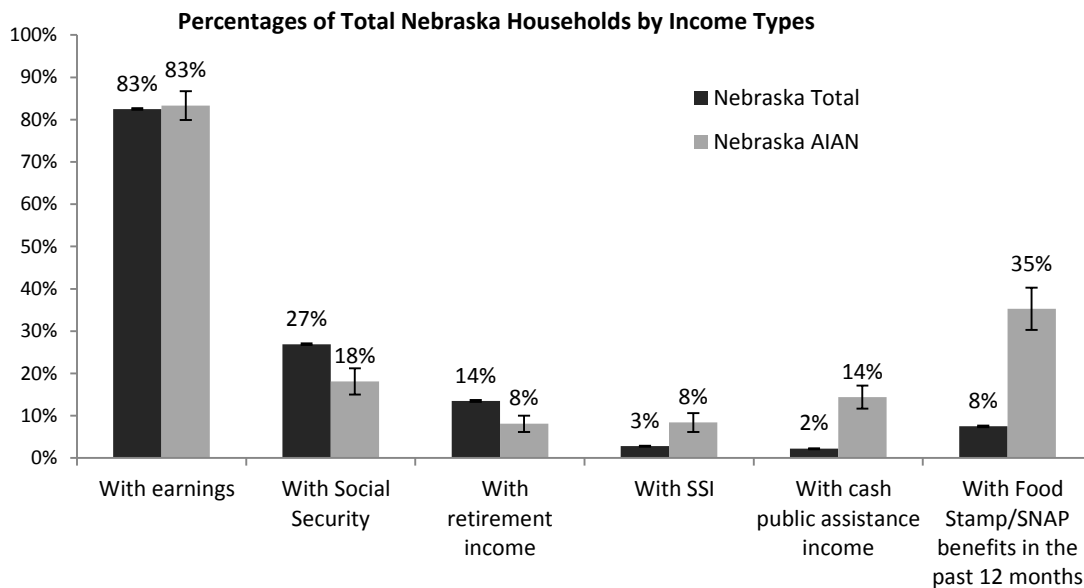 Percentages of Total Nebraska Households by Income Types
100%
90%
80%
70%
60%
50%
40%
30%
20%
10%
0%
83%
83%
27%
18%
14%
8%
3%
8%
2%
14%
8%
35%
Nebraska Total
Nebraska AIAN
With earnings
With Social
Security
With
retirement
income
With SSI
With cash
public assistance
income
With Food
Stamp/SNAP
benefits in the
past 12 months